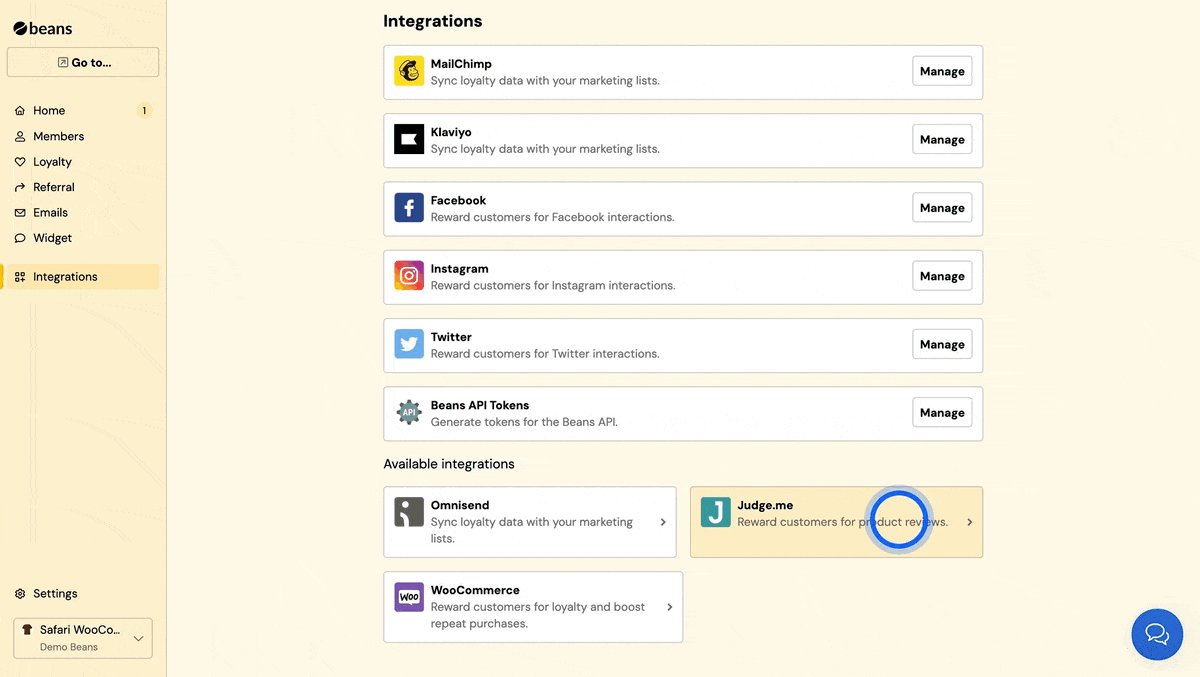 beans
Go to...
Home 1
Members
Loyalty
Referral
Emails
Widget
Integrations
Settings
Safari WooCo...
Demo Beans
Integrations
MailChimp
Sync loyalty data with your marketing lists.
Manage
Klaviyo
Sync loyalty data with your marketing lists.
Manage
Facebook
Reward customers for Facebook interactions.
Manage
Instagram
Reward customers for Instagram interactions.
Manage
Twitter
Reward customers for Twitter interactions.
Manage
API
Beans API Tokens
Generate tokens for the Beans API.
Manage
Available integrations
Omnisend
Sync loyalty data with your marketing
lists.
J
Judge.me
Reward customers for product reviews.
Woo
WooCommerce
Reward customers for loyalty and boost
repeat purchases.